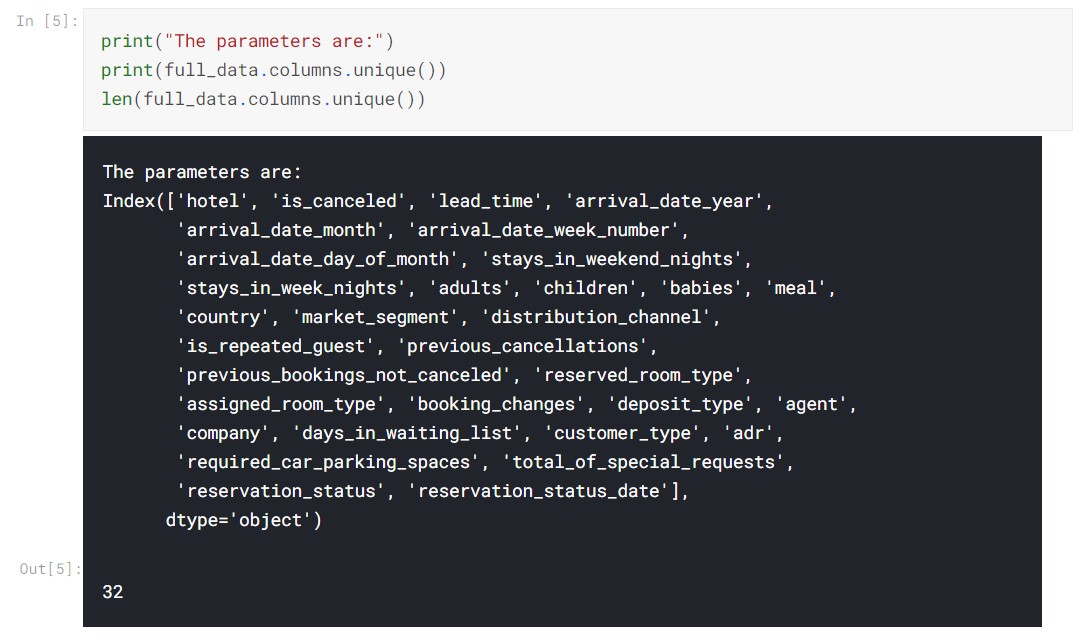 In [5]:
print("The parameters are:")
print(full_data.columns.unique())
len(full_data.columns.unique())
The parameters are:
Index(['hotel', 'is_canceled', 'lead_time', 'arrival_date_year',
       'arrival_date_month', 'arrival_date_week_number',
       'arrival_date_day_of_month', 'stays_in_weekend_nights',
       'stays_in_week_nights', 'adults', 'children', 'babies', 'meal',
       'country', 'market_segment', 'distribution_channel',
       'is_repeated_guest', 'previous_cancellations',
       'previous_bookings_not_canceled', 'reserved_room_type',
       'assigned_room_type', 'booking_changes', 'deposit_type', 'agent',
       'company', 'days_in_waiting_list', 'customer_type', 'adr',
       'required_car_parking_spaces', 'total_of_special_requests',
       'reservation_status', 'reservation_status_date'],
      dtype='object')
Out[5]:
32